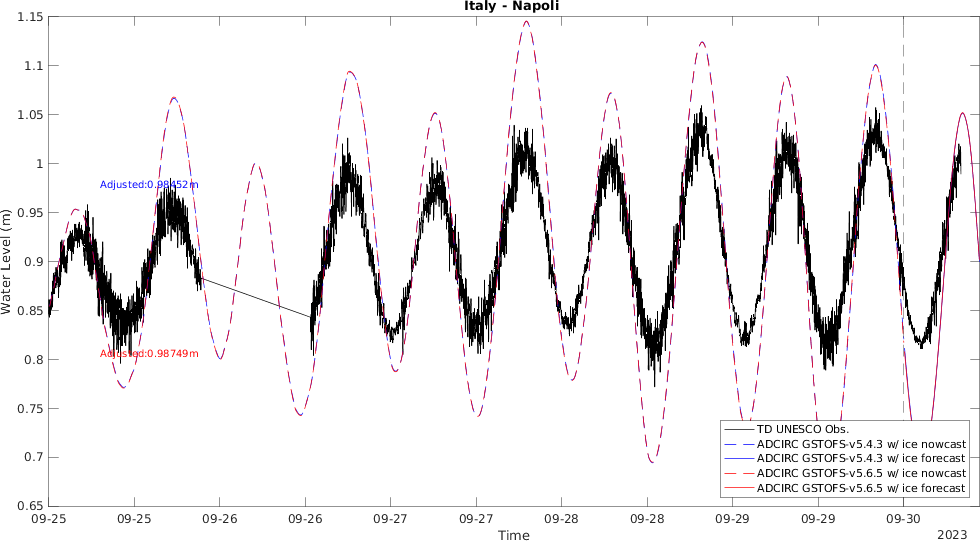 Italy - Napoli
1.15
1.1
1.05
1
0.95
0.9
0.85
0.8
0.75
0.7
0.65
Water Level (m)
Adjusted:0.98452m
Adjusted:0.98749m
TD UNESCO Obs.
ADCIRC GSTOFS-v5.4.3 w/ ice nowcast
ADCIRC GSTOFS-v5.4.3 w/ ice forecast
ADCIRC GSTOFS-v5.6.5 w/ ice nowcast
ADCIRC GSTOFS-v5.6.5 w/ ice forecast
09-25 09-25 09-26 09-26 09-27 09-27 09-28 09-28 09-29 09-29 09-30
Time
2023